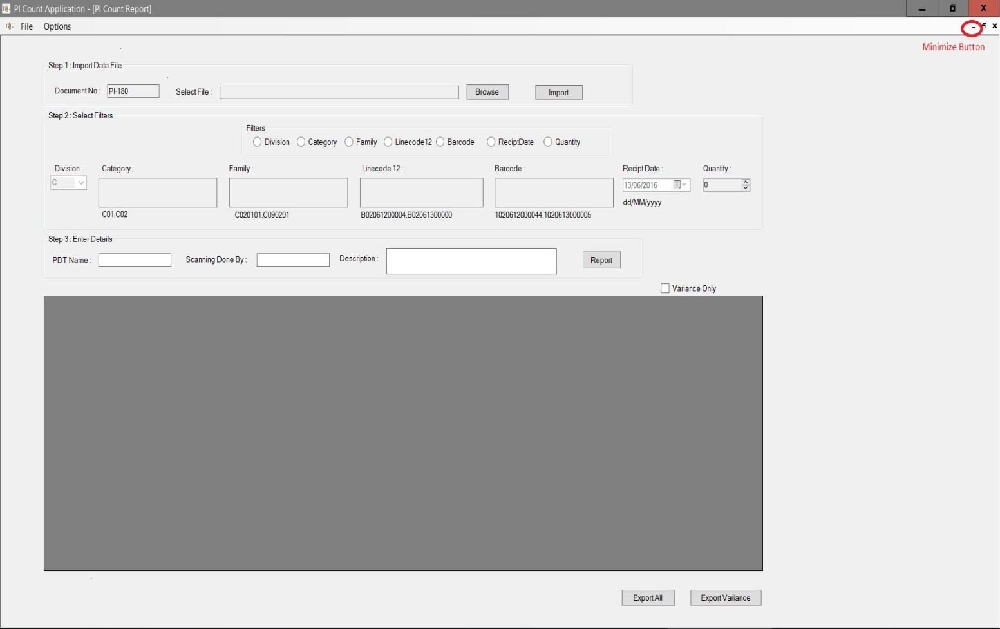 PI Count Application - [PI Count Report]
File Options
Minimize Button
Step 1 : Import Data File
Document No : PI-180 Select File : Browse Import
Step 2 : Select Filters
Filters
Division Category Family Linecode12 Barcode ReciptDate Quantity
Division : Category : Family : Linecode 12 : Barcode : Recipt Date : Quantity :
C 13/06/2016 0
dd/MM/yyyy
C01,C02 C020101,C090201 B02061200004,B02061300000 1020612000044,1020613000005
Step 3 : Enter Details
PDT Name : Scanning Done By : Description : Report
Variance Only
Export All Export Variance